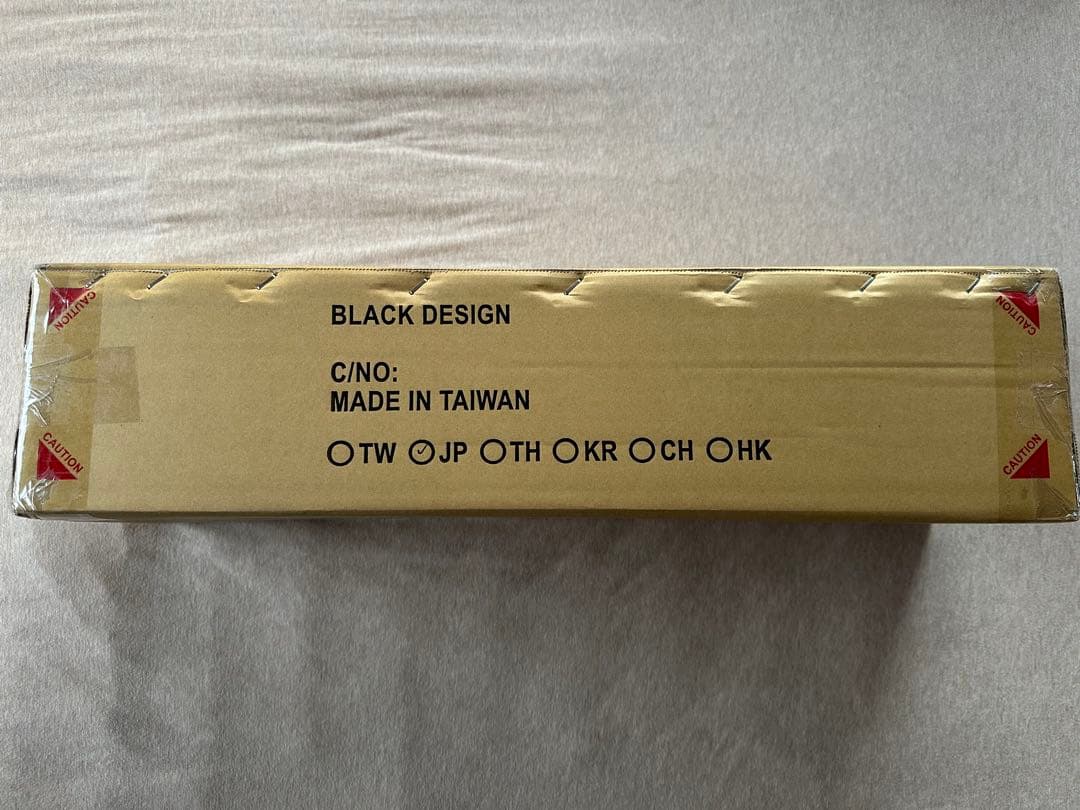 CAUTION
CAUTION
BLACK DESIGN
C/NO:
MADE IN TAIWAN
○TW ✓JP ○TH ○KR ○CH ○HK
CAUTION
CAUTION